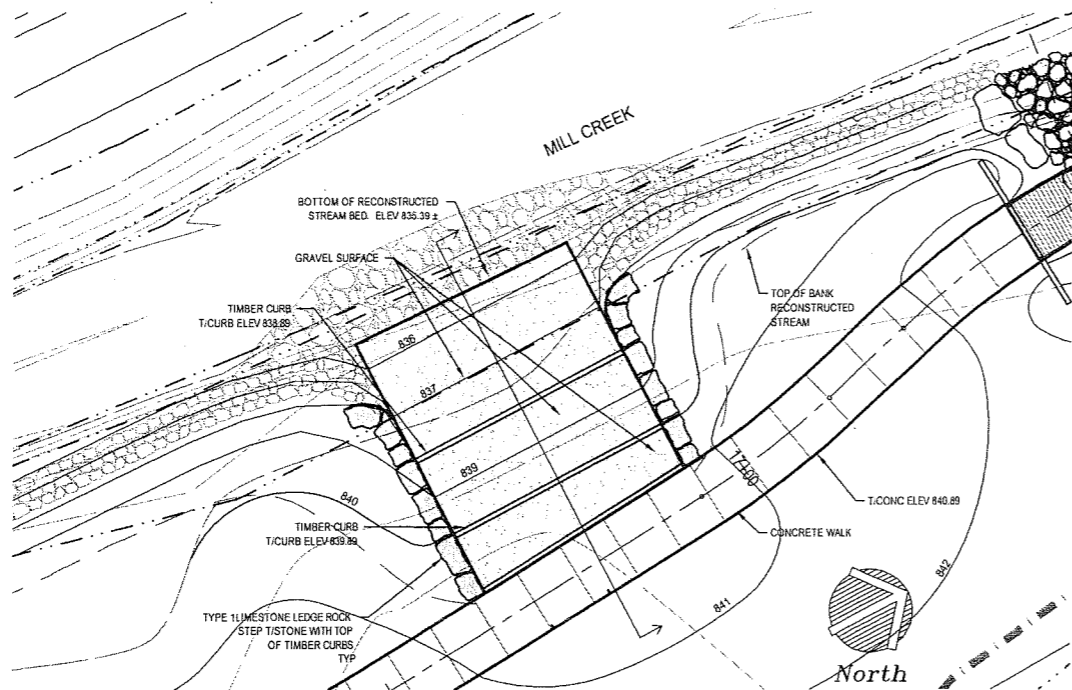 MILL CREEK
BOTTOM OF RECONSTRUCTED
STREAM BED. ELEV 835.39 ±
GRAVEL SURFACE
TIMBER CURB
T/CURB ELEV 838.89
TOP OF BANK
RECONSTRUCTED
STREAM
836
837
839
840
17+00
T/CONC ELEV 840.89
TIMBER CURB
T/CURB ELEV 839.89
CONCRETE WALK
842
841
TYPE 1 LIMESTONE LEDGE ROCK
STEP T/STONE WITH TOP
OF TIMBER CURBS
TYP
North